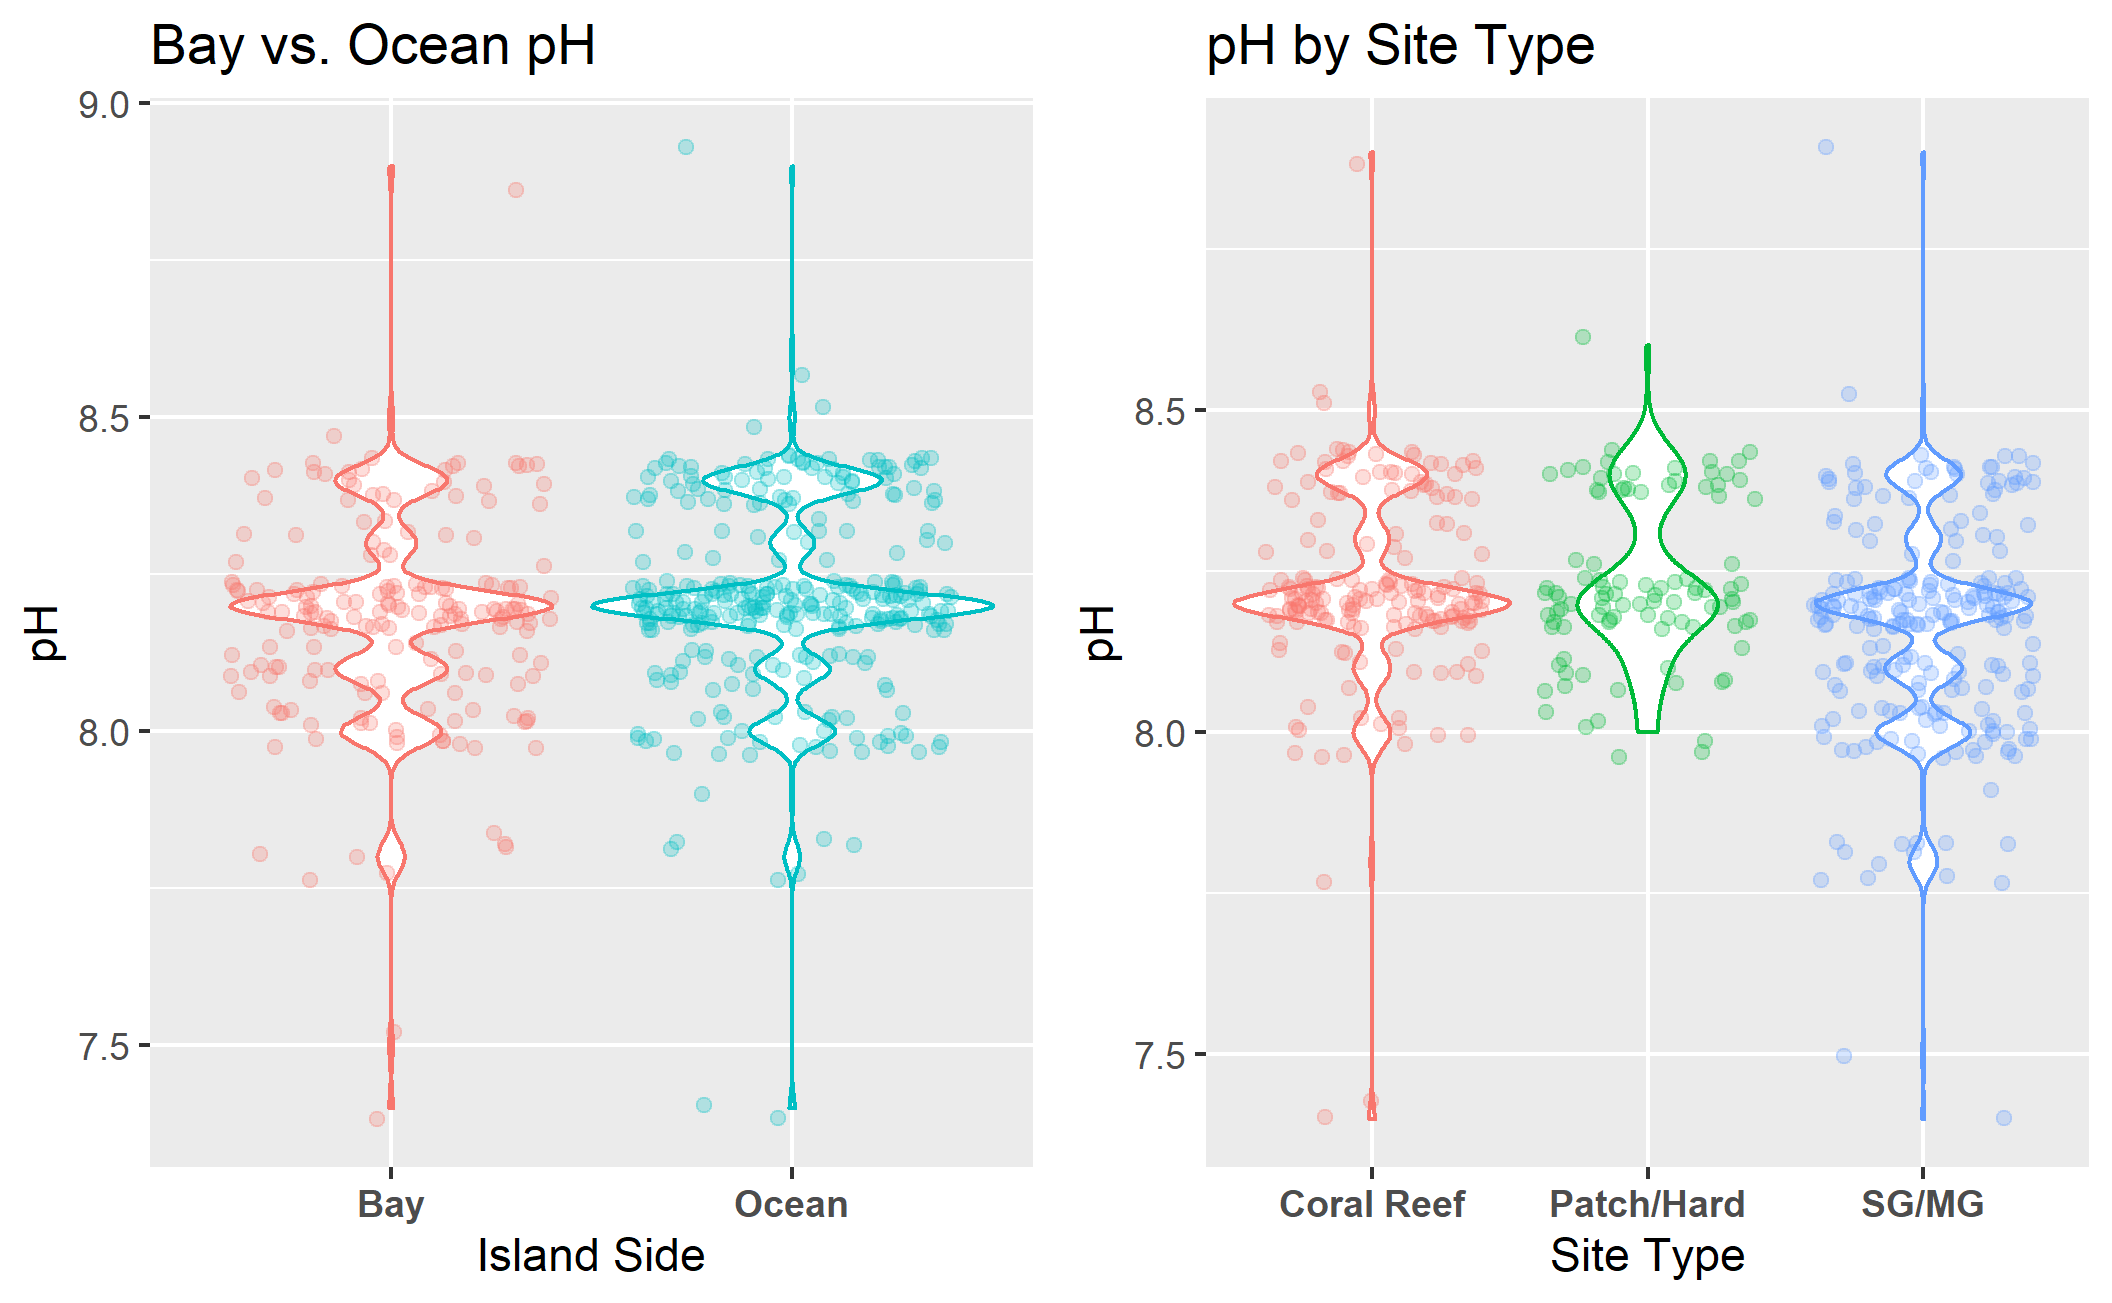 Bay vs. Ocean pH
9.0
8.5
8.0
7.5
pH
Bay
Ocean
Island Side
pH by Site Type
8.5
8.0
7.5
pH
Coral Reef
Patch/Hard
SG/MG
Site Type